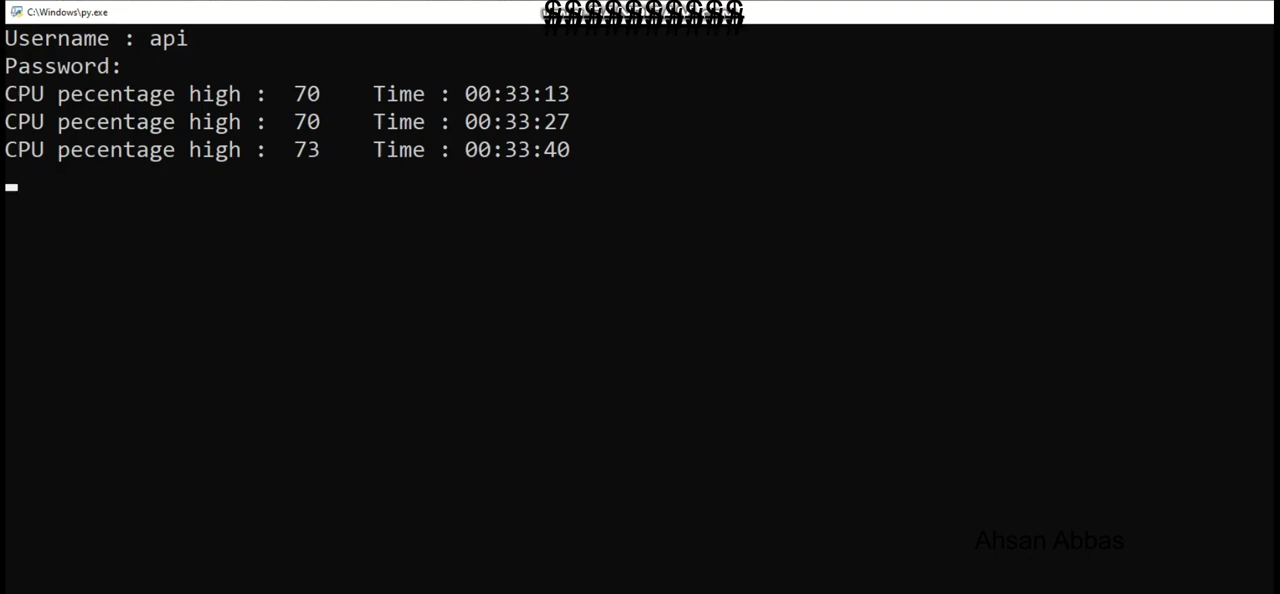 C:\Windows\py.exe
Username : api
Password:
CPU pecentage high :  70    Time : 00:33:13
CPU pecentage high :  70    Time : 00:33:27
CPU pecentage high :  73    Time : 00:33:40
Ahsan Abbas